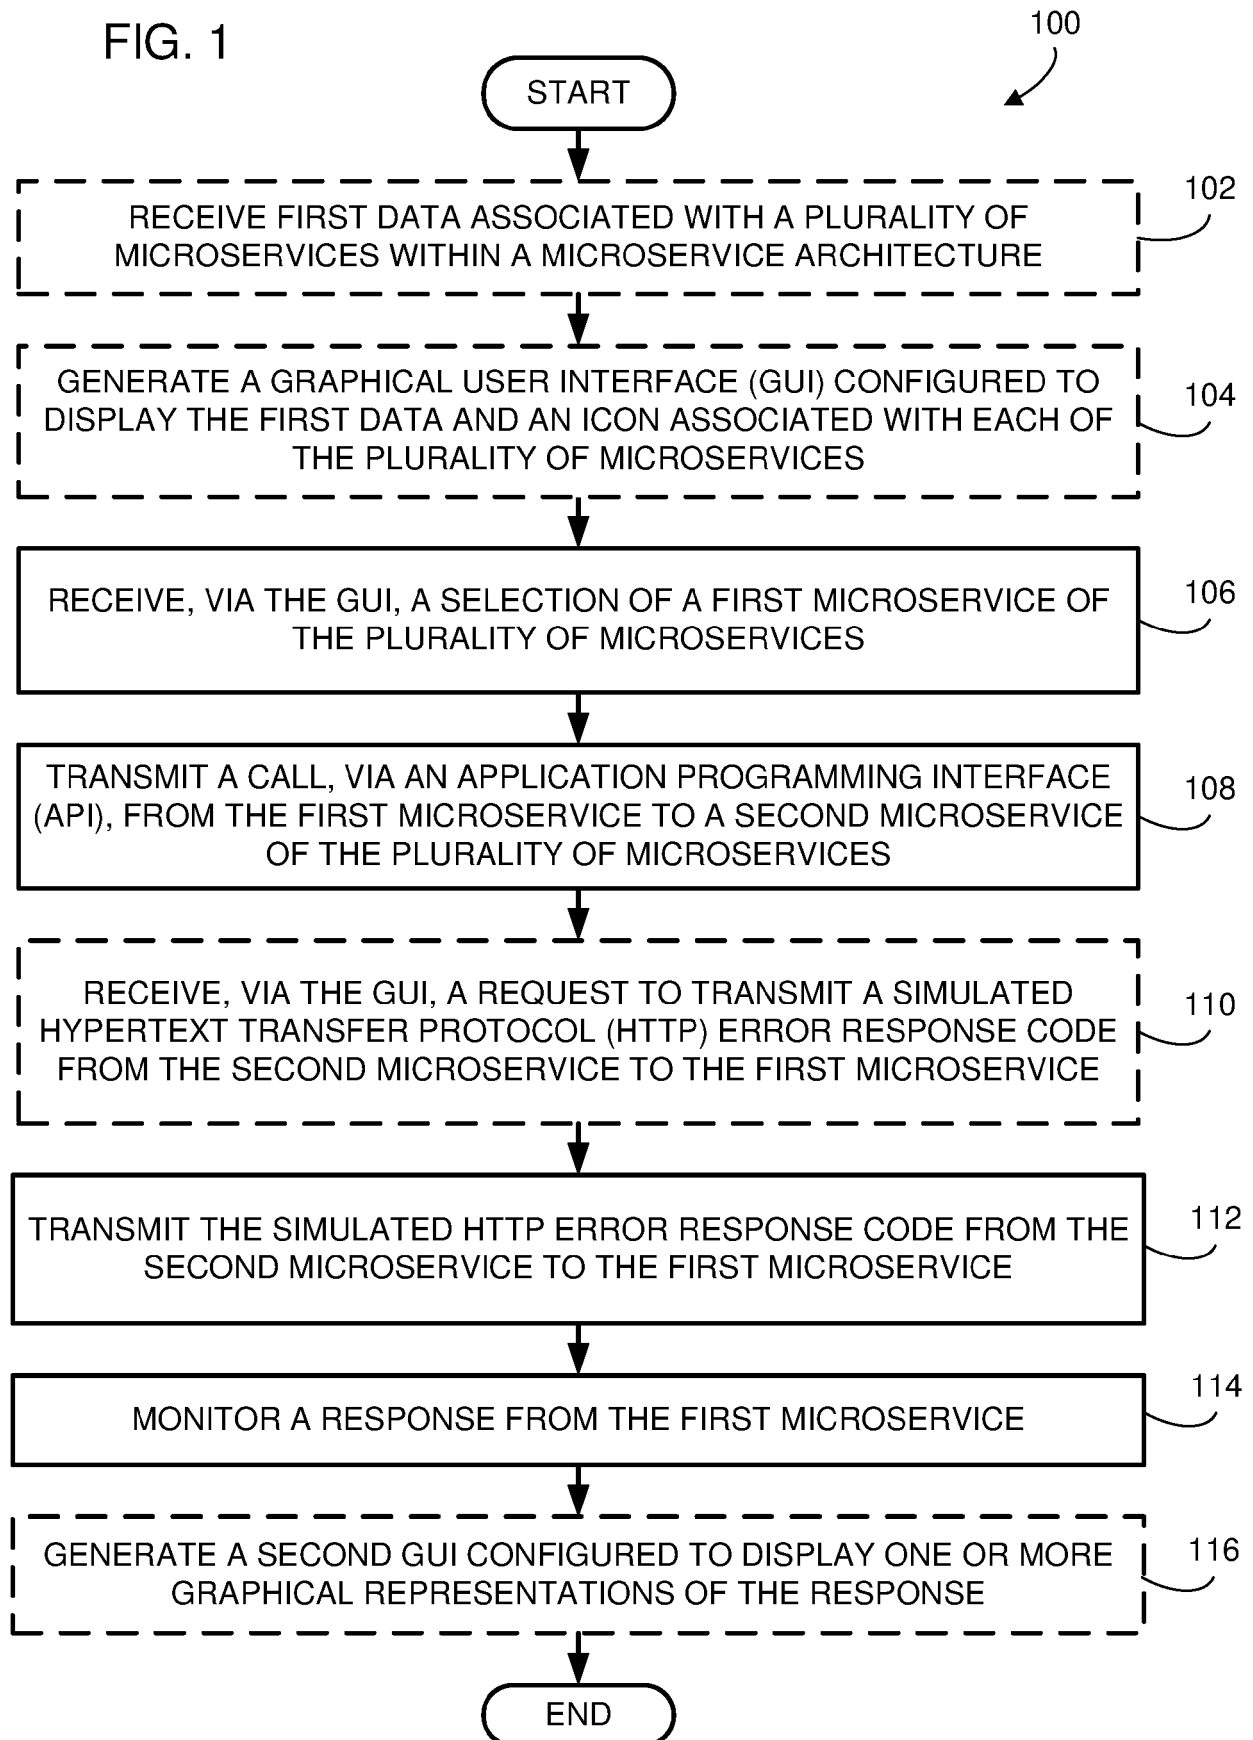 FIG. 1
100
START
102
RECEIVE FIRST DATA ASSOCIATED WITH A PLURALITY OF
MICROSERVICES WITHIN A MICROSERVICE ARCHITECTURE
GENERATE A GRAPHICAL USER INTERFACE (GUI) CONFIGURED TO
DISPLAY THE FIRST DATA AND AN ICON ASSOCIATED WITH EACH OF
THE PLURALITY OF MICROSERVICES
104
RECEIVE, VIA THE GUI, A SELECTION OF A FIRST MICROSERVICE OF
THE PLURALITY OF MICROSERVICES
106
TRANSMIT A CALL, VIA AN APPLICATION PROGRAMMING INTERFACE
(API), FROM THE FIRST MICROSERVICE TO A SECOND MICROSERVICE
OF THE PLURALITY OF MICROSERVICES
108
RECEIVE, VIA THE GUI, A REQUEST TO TRANSMIT A SIMULATED
HYPERTEXT TRANSFER PROTOCOL (HTTP) ERROR RESPONSE CODE
FROM THE SECOND MICROSERVICE TO THE FIRST MICROSERVICE
110
TRANSMIT THE SIMULATED HTTP ERROR RESPONSE CODE FROM THE
SECOND MICROSERVICE TO THE FIRST MICROSERVICE
112
MONITOR A RESPONSE FROM THE FIRST MICROSERVICE
114
GENERATE A SECOND GUI CONFIGURED TO DISPLAY ONE OR MORE
GRAPHICAL REPRESENTATIONS OF THE RESPONSE
116
END